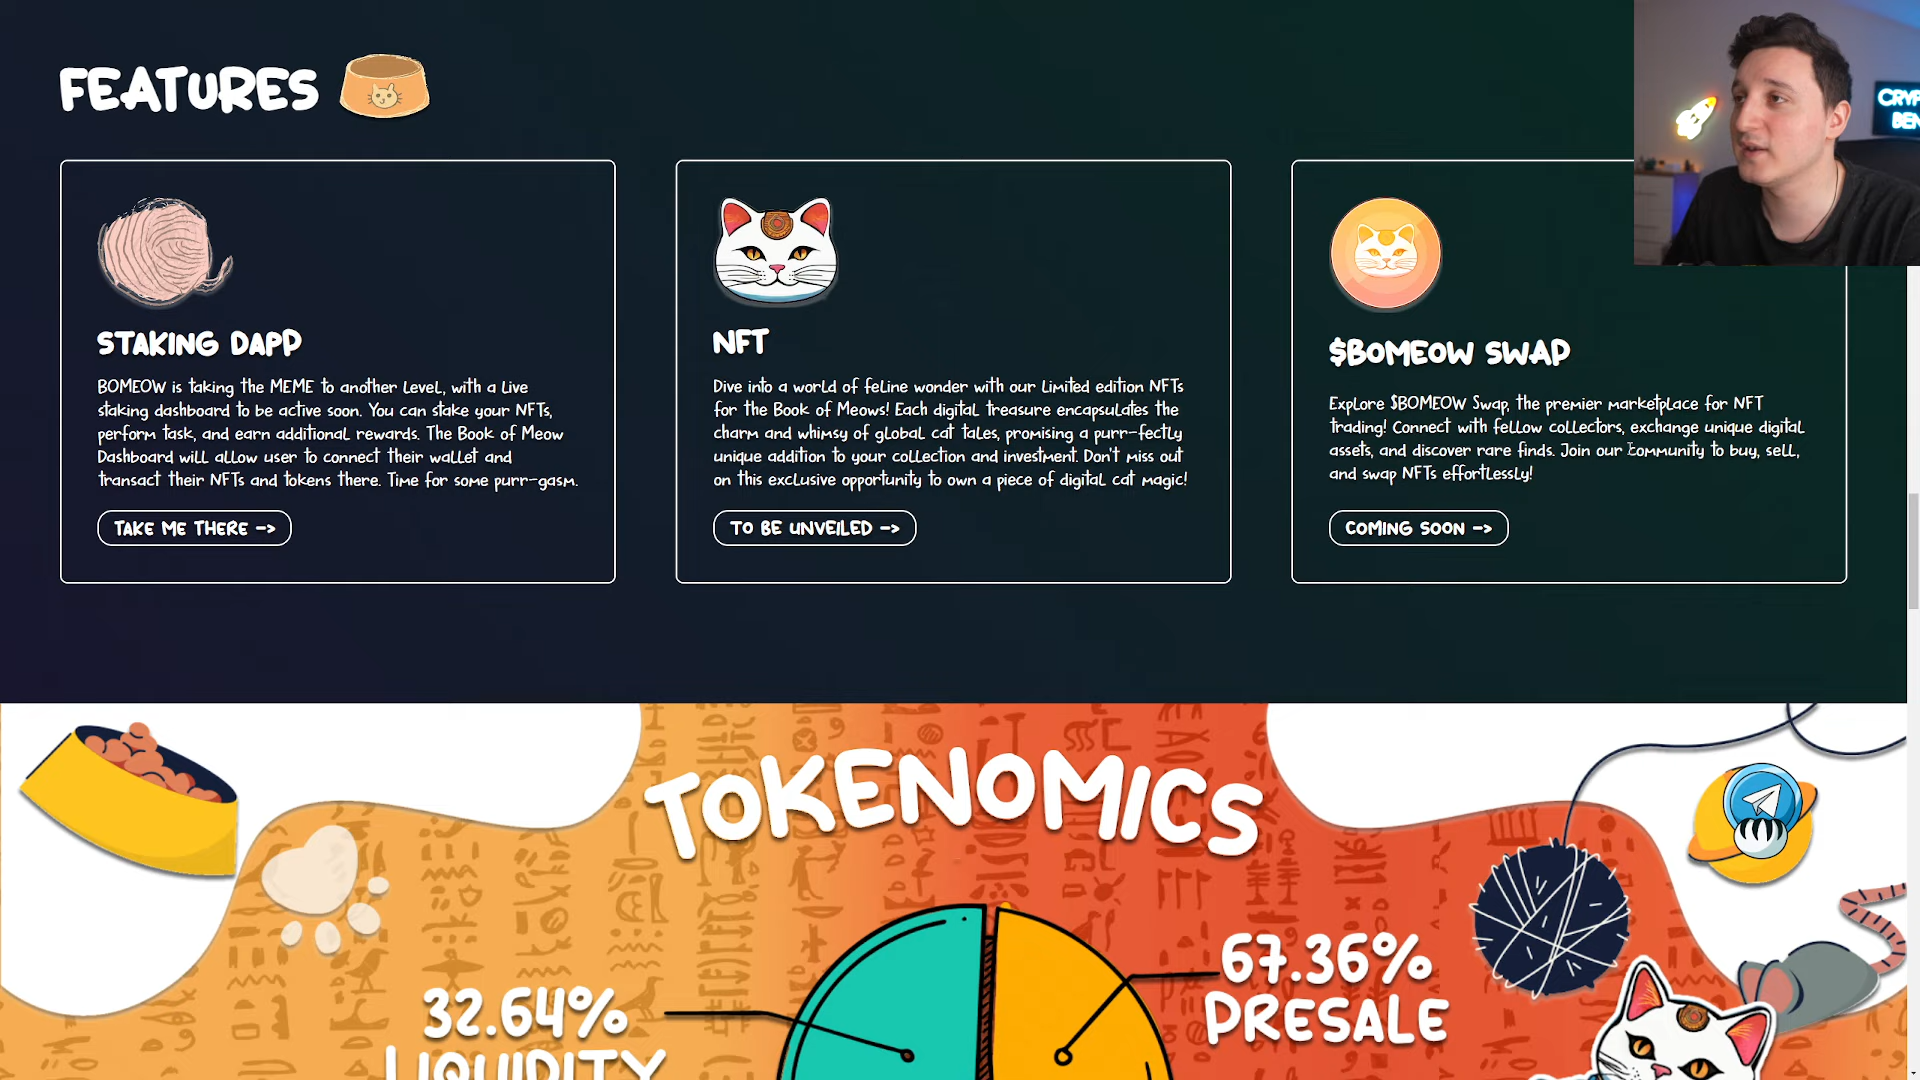 FEATURES
CRYP
BEN
STAKING DAPP
BOMEOW is taking the MEME to another level, with a live
staking dashboard to be active soon. You can stake your NFTs,
perform task, and earn additional rewards. The Book of Meow
Dashboard will allow user to connect their wallet and
transact their NFTs and tokens there. Time for some purr-gasm.
TAKE ME THERE ->
NFT
Dive into a world of feline wonder with our limited edition NFTs
for the Book of Meows! Each digital treasure encapsulates the
charm and whimsy of global cat tales, promising a purr-fectly
unique addition to your collection and investment. Don't miss out
on this exclusive opportunity to own a piece of digital cat magic!
TO BE UNVEILED ->
$BOMEOW SWAP
Explore $BOMEOW Swap, the premier marketplace for NFT
trading! Connect with fellow collectors, exchange unique digital
assets, and discover rare finds. Join our community to buy, sell,
and swap NFTs effortlessly!
COMING SOON ->
TOKENOMICS
32.64%
LIQUIDITY
67.36%
PRESALE